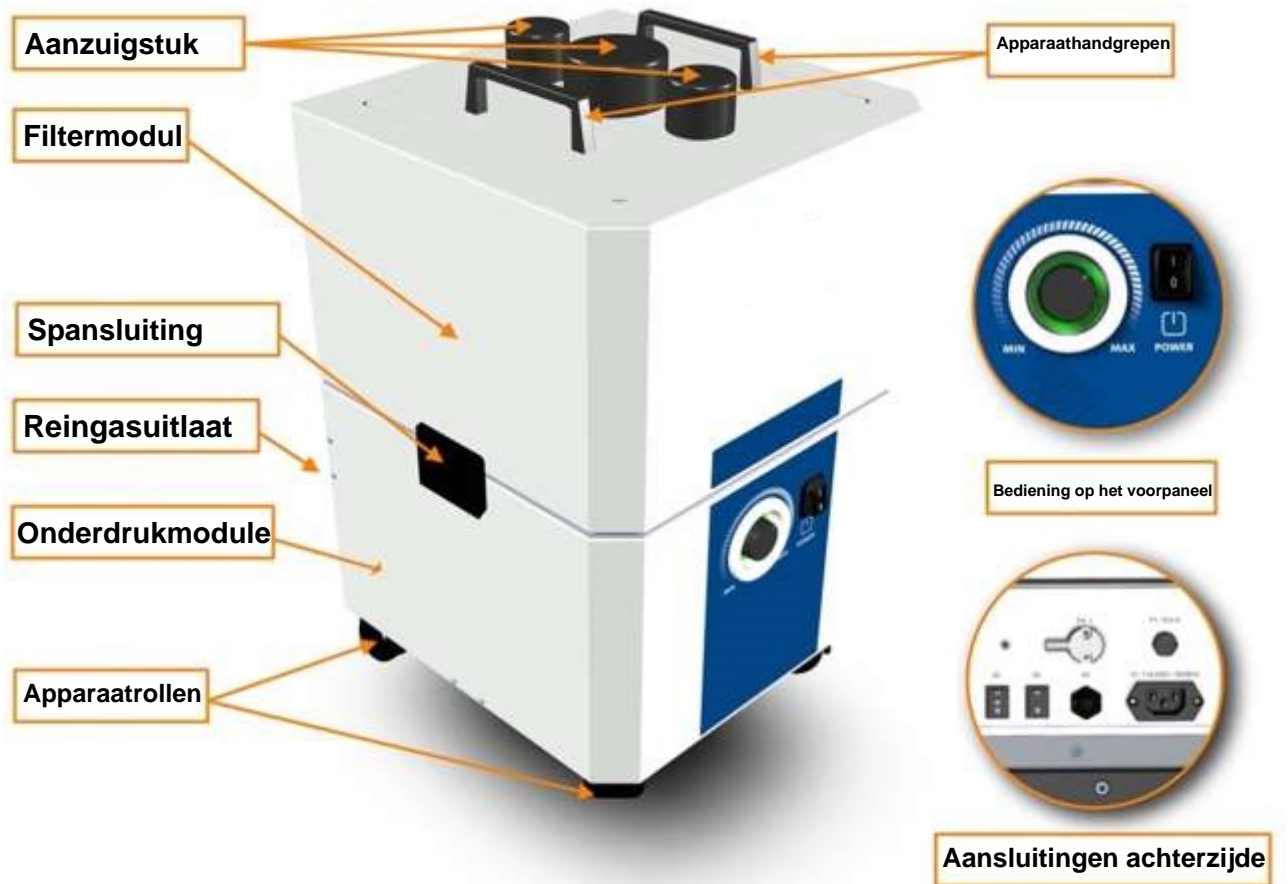 Aanzuigstuk
Apparaathandgrepen
Filtermodul
Spansluiting
Reingasuitlaat
Onderdrukmodule
Apparaatrollen
MIN
MAX
POWER
Bediening op het voorpaneel
Aansluitingen achterzijde